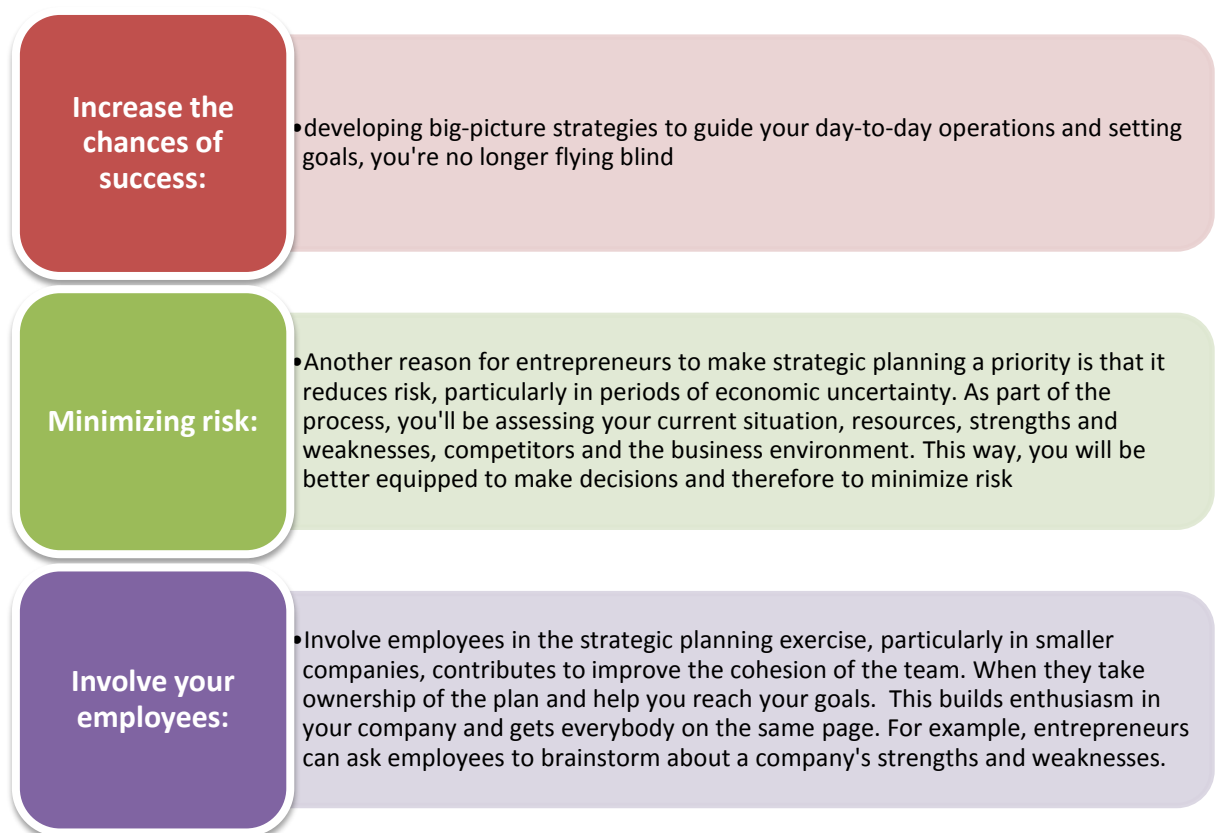 Increase the
chances of
success:
•developing big-picture strategies to guide your day-to-day operations and setting
goals, you're no longer flying blind
Minimizing risk:
•Another reason for entrepreneurs to make strategic planning a priority is that it
reduces risk, particularly in periods of economic uncertainty. As part of the
process, you'll be assessing your current situation, resources, strengths and
weaknesses, competitors and the business environment. This way, you will be
better equipped to make decisions and therefore to minimize risk
Involve your
employees:
•Involve employees in the strategic planning exercise, particularly in smaller
companies, contributes to improve the cohesion of the team. When they take
ownership of the plan and help you reach your goals.  This builds enthusiasm in
your company and gets everybody on the same page. For example, entrepreneurs
can ask employees to brainstorm about a company's strengths and weaknesses.